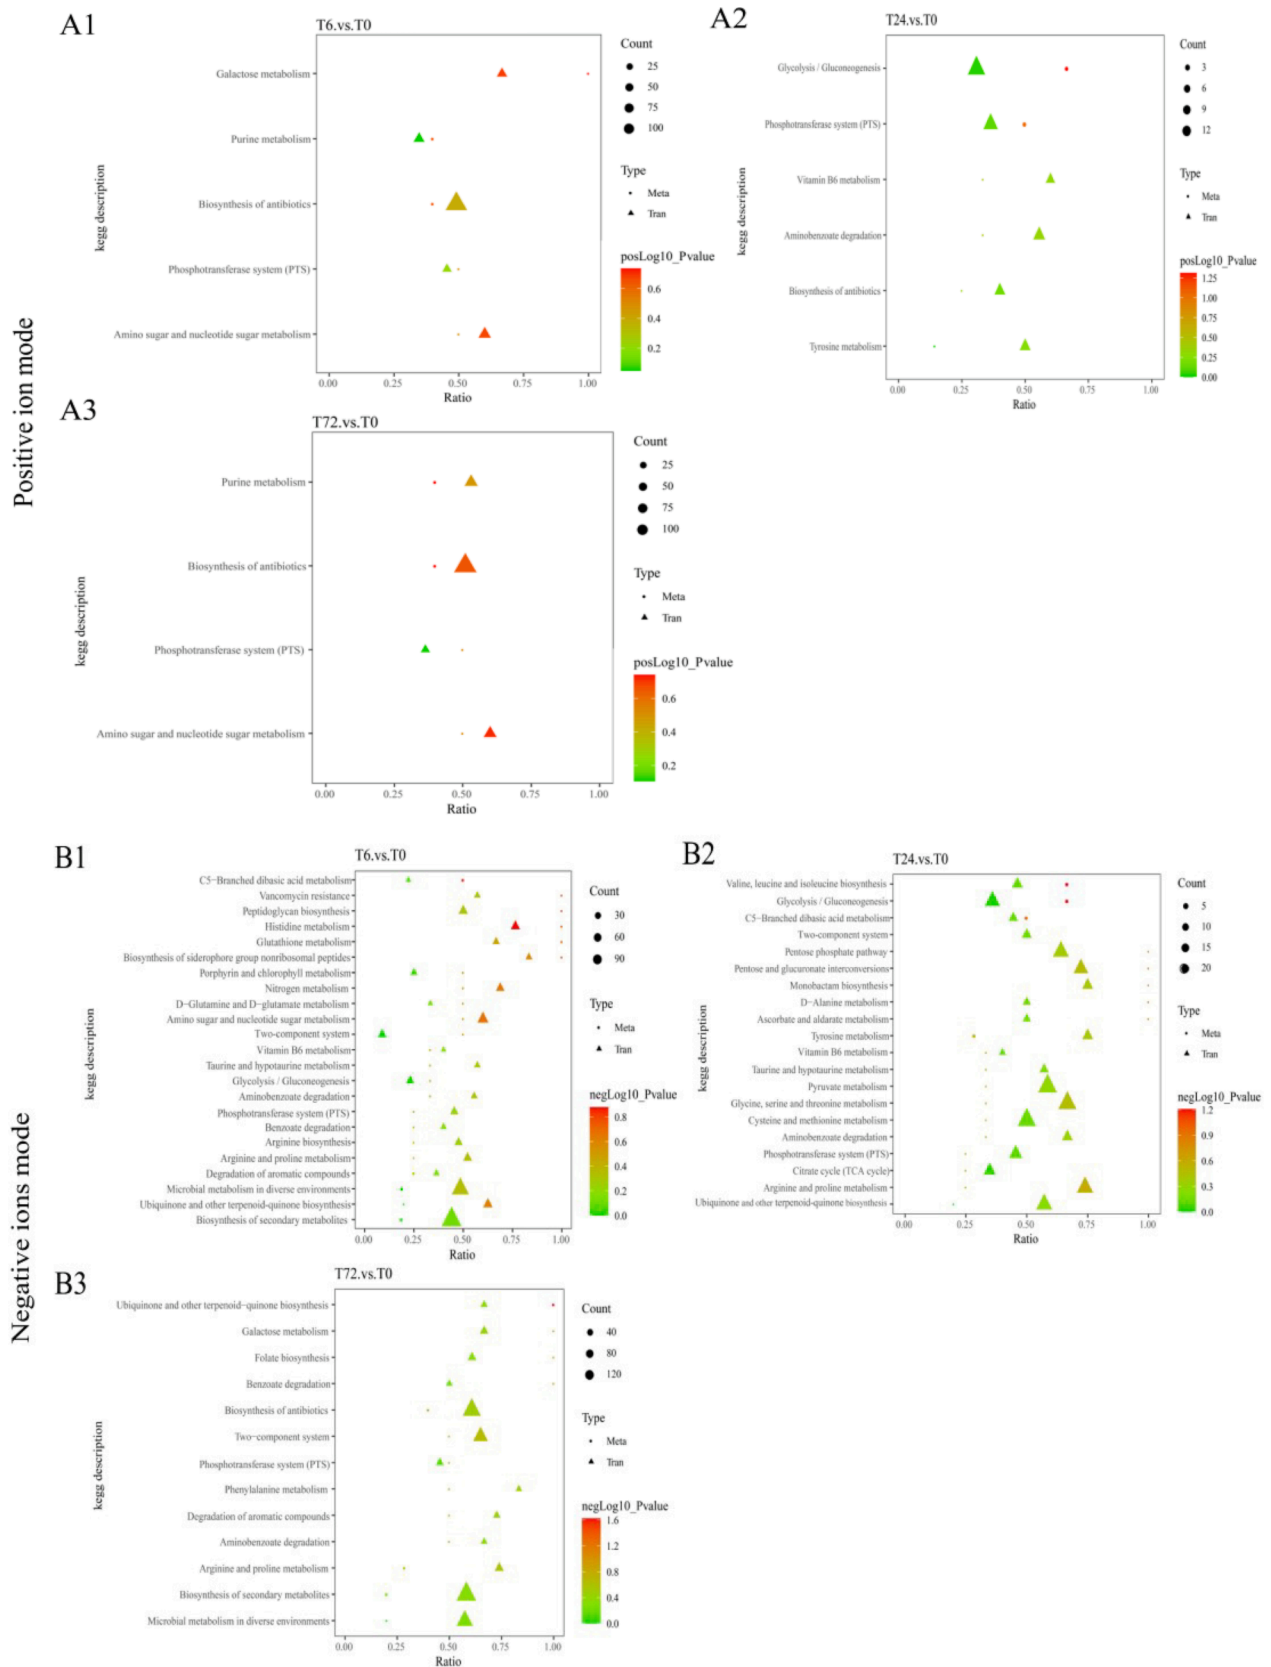 A1
T6.vs.T0
Galactose metabolism
Purine metabolism
Biosynthesis of antibiotics
Phosphotransferase system (PTS)
Amino sugar and nucleotide sugar metabolism
kegg description
0.00 0.25 0.50 0.75 1.00
Ratio
Count
25
50
75
100
Type
Meta
Tran
posLog10_Pvalue
0.6
0.4
0.2
A2
T24.vs.T0
Glycolysis / Gluconeogenesis
Phosphotransferase system (PTS)
Vitamin B6 metabolism
Aminobenzoate degradation
Biosynthesis of antibiotics
Tyrosine metabolism
kegg description
0.00 0.25 0.50 0.75 1.00
Ratio
Count
3
6
9
12
Type
Meta
Tran
posLog10_Pvalue
1.25
1.00
0.75
0.50
0.25
0.00
Positive ion mode
A3
T72.vs.T0
Purine metabolism
Biosynthesis of antibiotics
Phosphotransferase system (PTS)
Amino sugar and nucleotide sugar metabolism
kegg description
0.00 0.25 0.50 0.75 1.00
Ratio
Count
25
50
75
100
Type
Meta
Tran
posLog10_Pvalue
0.6
0.4
0.2
B1
T6.vs.T0
C5−Branched dibasic acid metabolism
Vancomycin resistance
Peptidoglycan biosynthesis
Histidine metabolism
Glutathione metabolism
Biosynthesis of siderophore group nonribosomal peptides
Porphyrin and chlorophyll metabolism
Nitrogen metabolism
D−Glutamine and D−glutamate metabolism
Amino sugar and nucleotide sugar metabolism
Two−component system
Vitamin B6 metabolism
Taurine and hypotaurine metabolism
Glycolysis / Gluconeogenesis
Aminobenzoate degradation
Phosphotransferase system (PTS)
Benzoate degradation
Arginine biosynthesis
Arginine and proline metabolism
Degradation of aromatic compounds
Microbial metabolism in diverse environments
Ubiquinone and other terpenoid−quinone biosynthesis
Biosynthesis of secondary metabolites
kegg description
0.00 0.25 0.50 0.75 1.00
Ratio
Count
30
60
90
Type
Meta
Tran
negLog10_Pvalue
0.8
0.6
0.4
0.2
0.0
B2
T24.vs.T0
Valine, leucine and isoleucine biosynthesis
Glycolysis / Gluconeogenesis
C5−Branched dibasic acid metabolism
Two−component system
Pentose phosphate pathway
Pentose and glucuronate interconversions
Monobactam biosynthesis
D−Alanine metabolism
Ascorbate and aldarate metabolism
Tyrosine metabolism
Vitamin B6 metabolism
Taurine and hypotaurine metabolism
Pyruvate metabolism
Glycine, serine and threonine metabolism
Cysteine and methionine metabolism
Aminobenzoate degradation
Phosphotransferase system (PTS)
Citrate cycle (TCA cycle)
Arginine and proline metabolism
Ubiquinone and other terpenoid−quinone biosynthesis
kegg description
0.00 0.25 0.50 0.75 1.00
Ratio
Count
5
10
15
20
Type
Meta
Tran
negLog10_Pvalue
1.2
0.9
0.6
0.3
0.0
Negative ions mode
B3
T72.vs.T0
Ubiquinone and other terpenoid−quinone biosynthesis
Galactose metabolism
Folate biosynthesis
Benzoate degradation
Biosynthesis of antibiotics
Two−component system
Phosphotransferase system (PTS)
Phenylalanine metabolism
Degradation of aromatic compounds
Aminobenzoate degradation
Arginine and proline metabolism
Biosynthesis of secondary metabolites
Microbial metabolism in diverse environments
kegg description
0.00 0.25 0.50 0.75 1.00
Ratio
Count
40
80
120
Type
Meta
Tran
negLog10_Pvalue
1.6
1.2
0.8
0.4
0.0